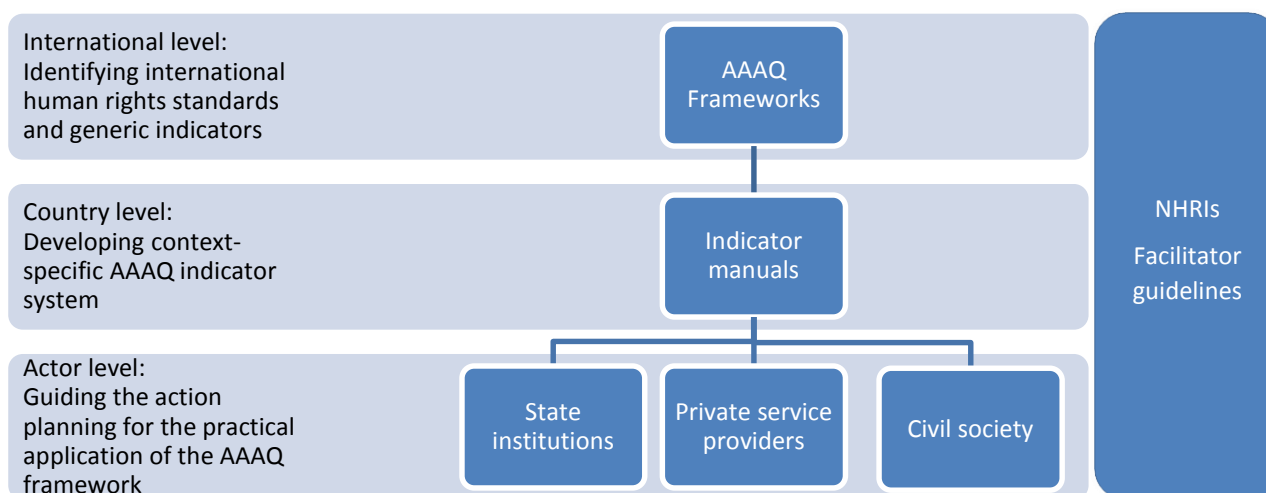 International level:
Identifying international
human rights standards
and generic indicators
AAAQ
Frameworks
Country level:
Developing context-
specific AAAQ indicator
system
Indicator
manuals
Actor level:
Guiding the action
planning for the practical
application of the AAAQ
framework
State
institutions
Private service
providers
Civil society
NHRIs
Facilitator
guidelines